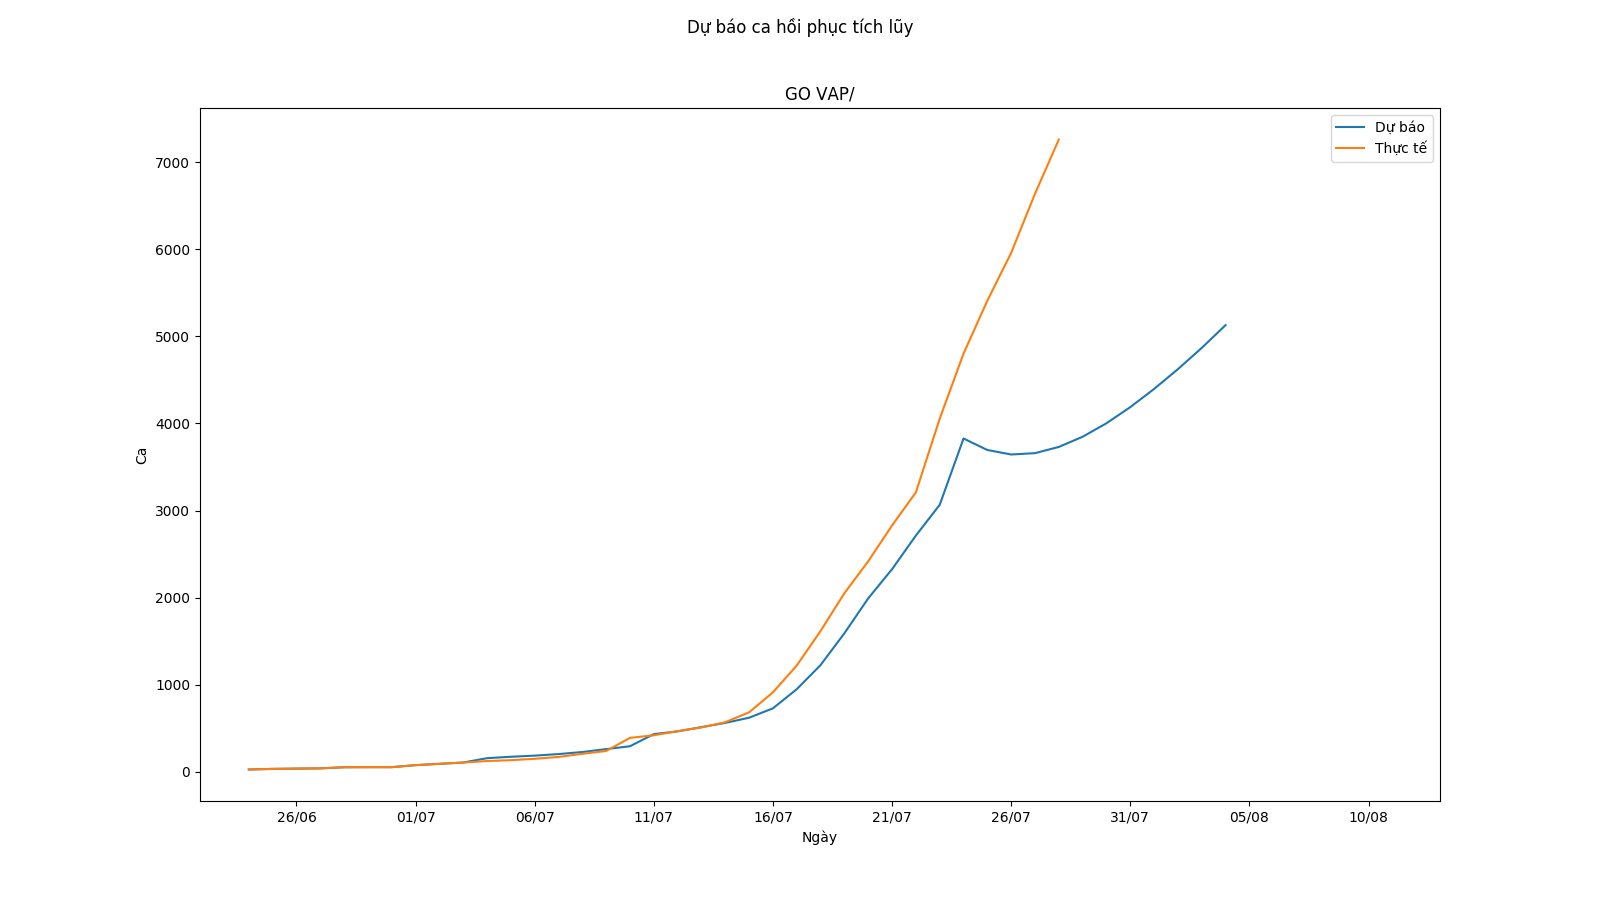 Dự báo ca hồi phục tích lũy
GO VAP/
Dự báo
Thực tế
7000
6000
5000
4000
3000
2000
1000
0
Ca
26/06 01/07 06/07 11/07 16/07 21/07 26/07 31/07 05/08 10/08
Ngày